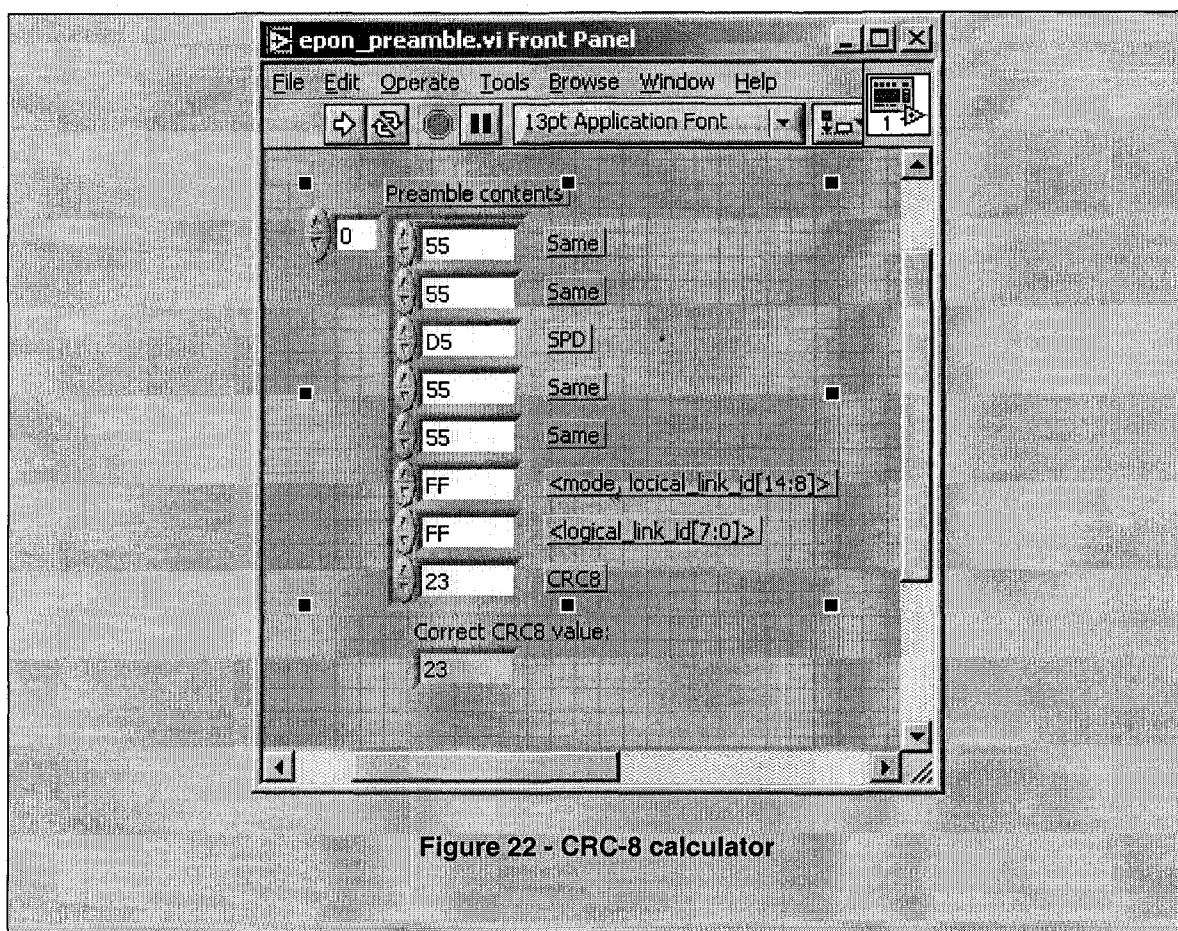 epon_preamble.vi Front Panel
File Edit Operate Tools Browse Window Help
13pt Application Font
1
Preamble contents
0
55 Same
55 Same
D5 SPD
55 Same
55 Same
FF <mode, locical_link_id[14:8]>
FF <logical_link_id[7:0]>
23 CRC8
Correct CRC8 value:
23
Figure 22 - CRC-8 calculator